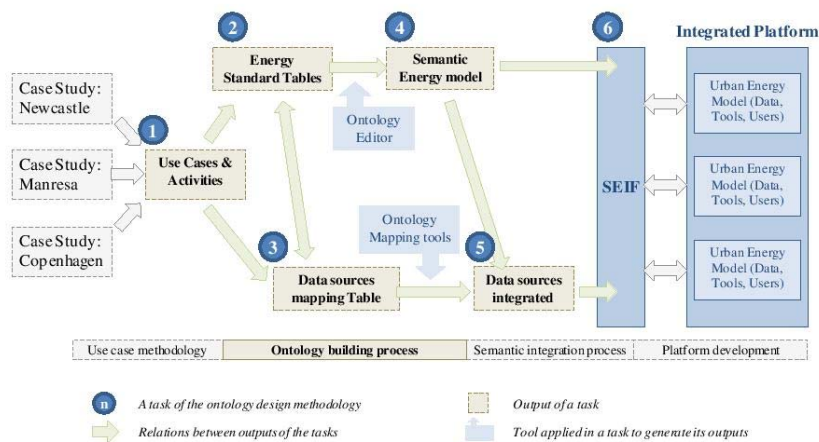 2
4
6
Integrated Platform
Energy
Standard Tables
Semantic
Energy model
Case Study:
Newcastle
1
Ontology
Editor
Urban Energy
Model (Data,
Tools, Users)
Case Study:
Manresa
Use Cases &
Activities
SEIF
Urban Energy
Model (Data,
Tools, Users)
Case Study:
Copenhagen
3
Ontology
Mapping tools
5
Urban Energy
Model (Data,
Tools, Users)
Data sources
mapping Table
Data sources
integrated
Use case methodology
Ontology building process
Semantic integration process
Platform development
n
A task of the ontology design methodology
Output of a task
Relations between outputs of the tasks
Tool applied in a task to generate its outputs